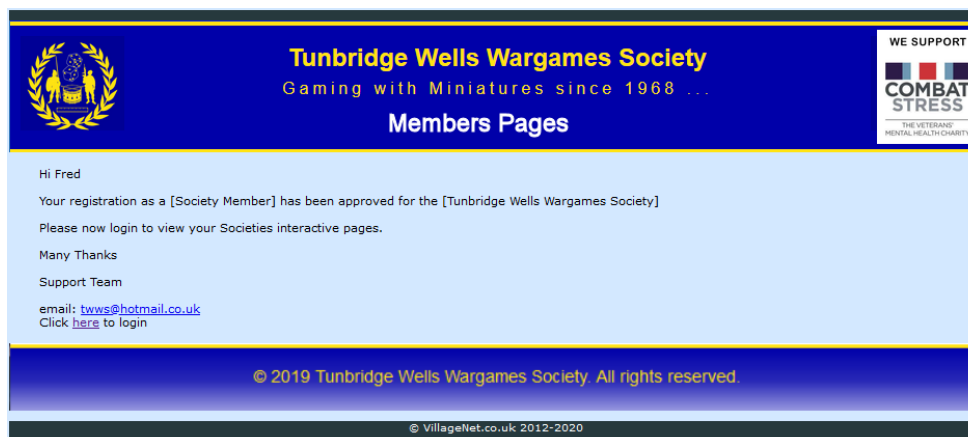 Tunbridge Wells Wargames Society
Gaming with Miniatures since 1968 ...
Members Pages
WE SUPPORT
COMBAT
STRESS
THE VETERANS'
MENTAL HEALTH CHARITY
Hi Fred
Your registration as a [Society Member] has been approved for the [Tunbridge Wells Wargames Society]
Please now login to view your Societies interactive pages.
Many Thanks
Support Team
email: twws@hotmail.co.uk
Click here to login
© 2019 Tunbridge Wells Wargames Society. All rights reserved.
© VillageNet.co.uk 2012-2020